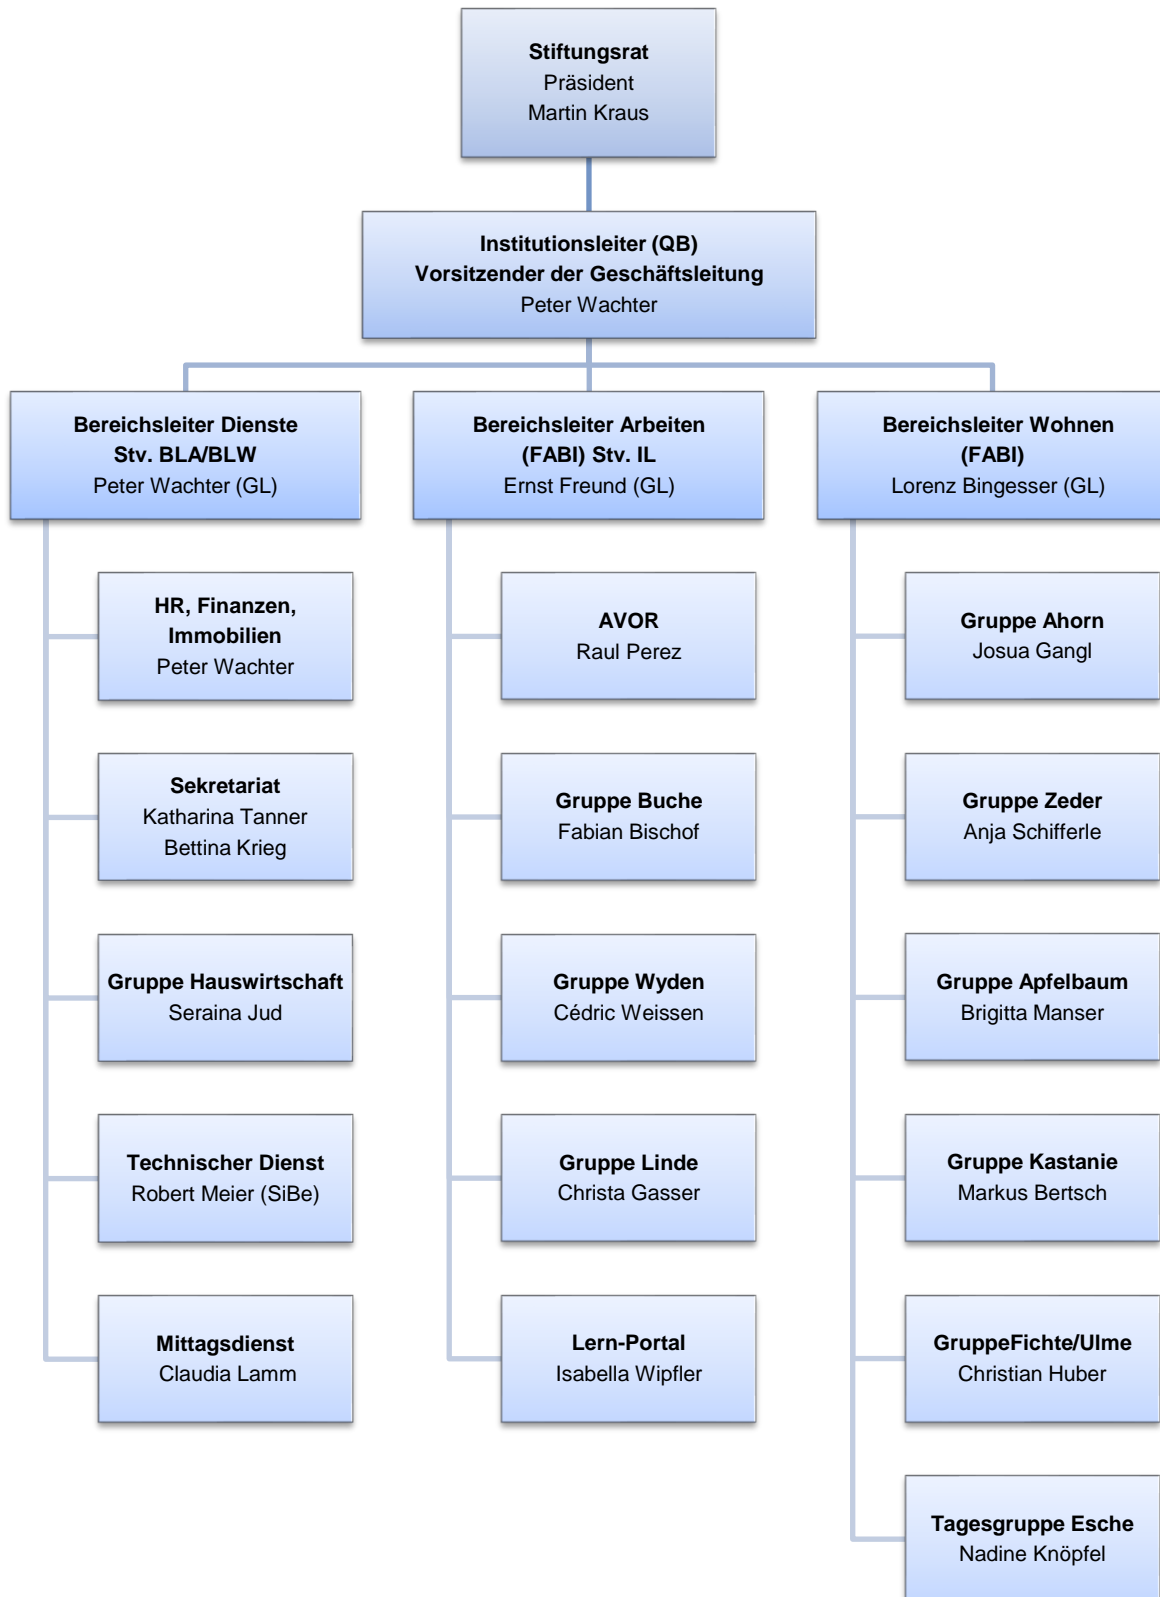 Stiftungsrat
Präsident
Martin Kraus
Institutionsleiter (QB)
Vorsitzender der Geschäftsleitung
Peter Wachter
Bereichsleiter Dienste
Stv. BLA/BLW
Peter Wachter (GL)
Bereichsleiter Arbeiten
(FABI) Stv. IL
Ernst Freund (GL)
Bereichsleiter Wohnen
(FABI)
Lorenz Bingesser (GL)
HR, Finanzen,
Immobilien
Peter Wachter
Sekretariat
Katharina Tanner
Bettina Krieg
Gruppe Hauswirtschaft
Seraina Jud
Technischer Dienst
Robert Meier (SiBe)
Mittagsdienst
Claudia Lamm
AVOR
Raul Perez
Gruppe Buche
Fabian Bischof
Gruppe Wyden
Cédric Weissen
Gruppe Linde
Christa Gasser
Lern-Portal
Isabella Wipfler
Gruppe Ahorn
Josua Gangl
Gruppe Zeder
Anja Schifferle
Gruppe Apfelbaum
Brigitta Manser
Gruppe Kastanie
Markus Bertsch
GruppeFichte/Ulme
Christian Huber
Tagesgruppe Esche
Nadine Knöpfel